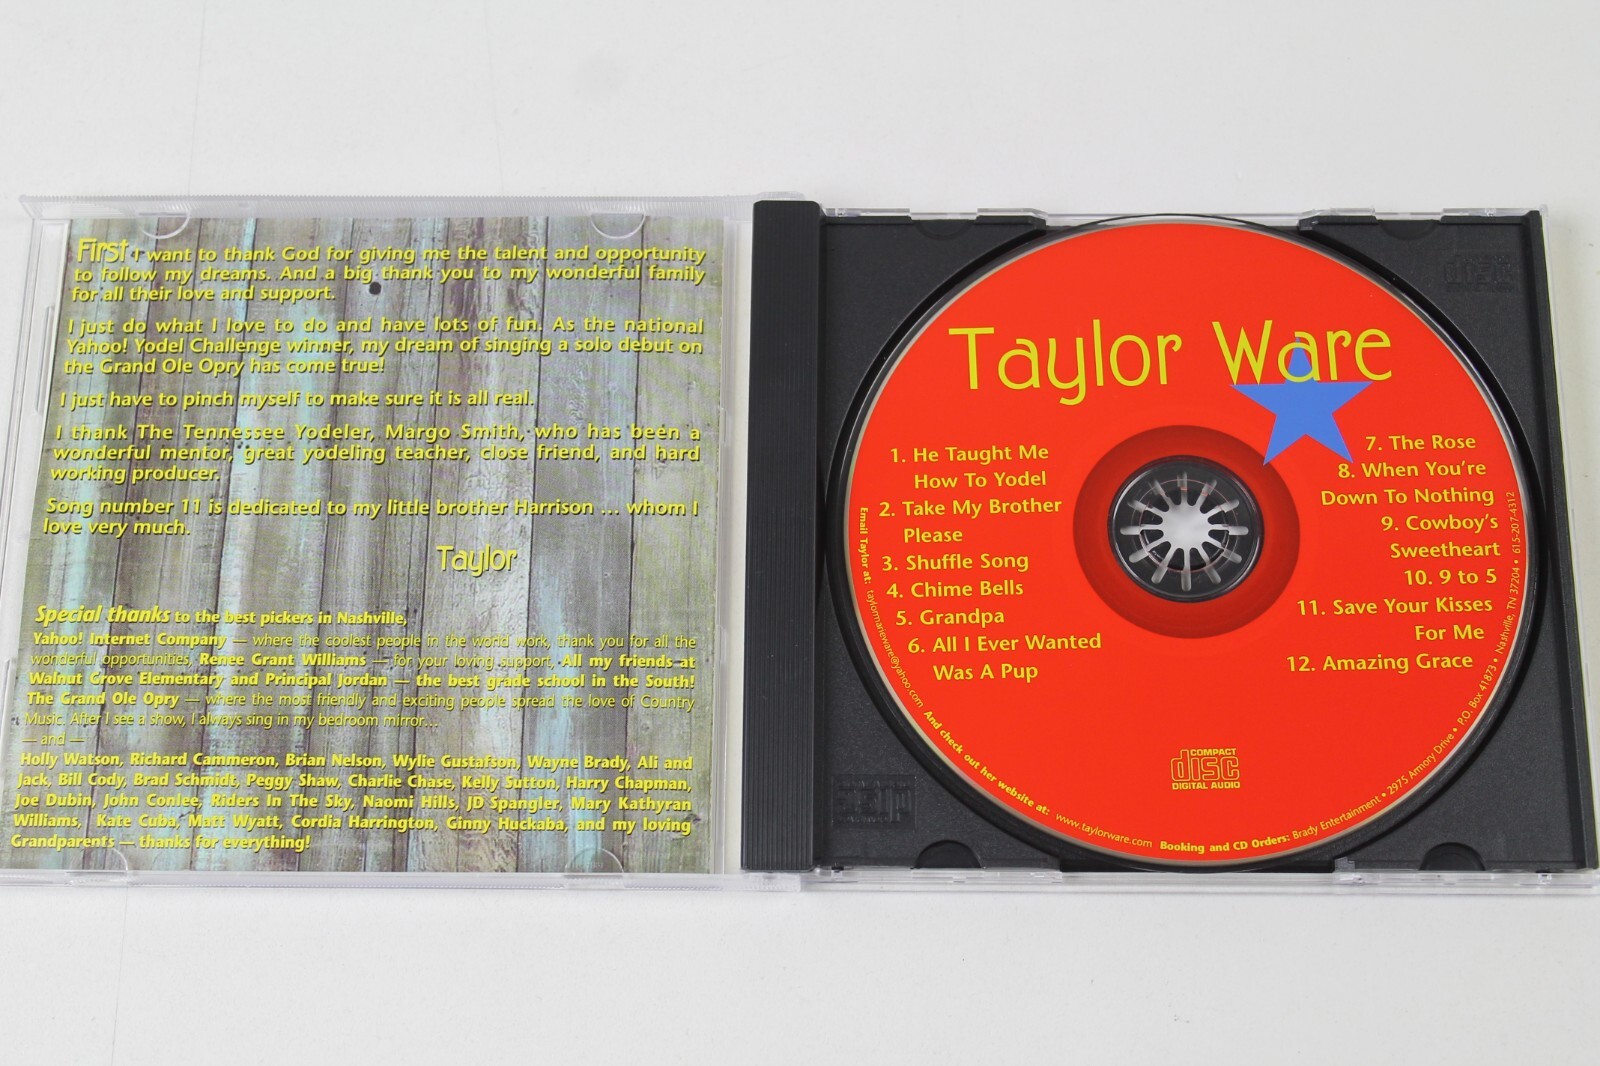 First I want to thank God for giving me the talent and opportunity
to follow my dreams. And a big thank you to my wonderful family
for all their love and support.
I just do what I love to do and have lots of fun. As the national
Yahoo! Yodel Challenge winner, my dream of singing a solo debut on
the Grand Ole Opry has come true!
I just have to pinch myself to make sure it is all real.
I thank The Tennessee Yodeler, Margo Smith, who has been a
wonderful mentor, great yodeling teacher, close friend, and hard
working producer.
Song number 11 is dedicated to my little brother Harrison ... whom I
love very much.
Taylor
Special thanks to the best pickers in Nashville,
Yahoo! Internet Company — where the coolest people in the world work, thank you for all the
wonderful opportunities, Renee Grant Williams — for your loving support, All my friends at
Walnut Grove Elementary and Principal Jordan — the best grade school in the South!
The Grand Ole Opry — where the most friendly and exciting people spread the love of Country
Music. After I see a show, I always sing in my bedroom mirror...
— and —
Holly Watson, Richard Cammeron, Brian Nelson, Wylie Gustafson, Wayne Brady, Ali and
Jack, Bill Cody, Brad Schmidt, Peggy Shaw, Charlie Chase, Kelly Sutton, Harry Chapman,
Joe Dubin, John Conlee, Riders In The Sky, Naomi Hills, JD Spangler, Mary Kathyran
Williams, Kate Cuba, Matt Wyatt, Cordia Harrington, Ginny Huckaba, and my loving
Grandparents — thanks for everything!
Taylor Ware
1. He Taught Me
How To Yodel
2. Take My Brother
Please
3. Shuffle Song
4. Chime Bells
5. Grandpa
6. All I Ever Wanted
Was A Pup
7. The Rose
8. When You're
Down To Nothing
9. Cowboy's
Sweetheart
10. 9 to 5
11. Save Your Kisses
For Me
12. Amazing Grace
COMPACT
disc
DIGITAL AUDIO
Email Taylor at: taylormarieware@yahoo.com And check out her website at: www.taylorware.com Booking and CD Orders: Brady Entertainment • 2975 Armory Drive • P.O. Box 41873 • Nashville, TN 37204 • 615-207-4312